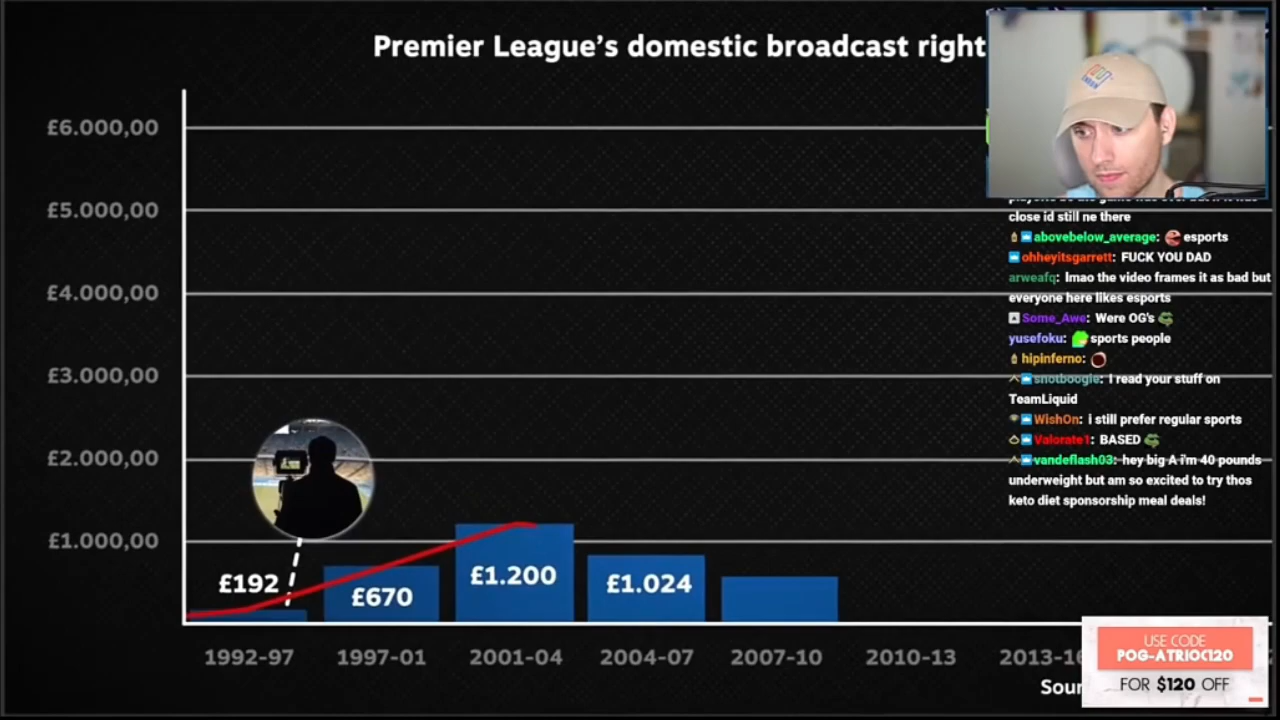 Premier League's domestic broadcast right
£6.000,00
£5.000,00
£4.000,00
£3.000,00
£2.000,00
£1.000,00
£192
£670
£1.200
£1.024
1992-97
1997-01
2001-04
2004-07
2007-10
2010-13
2013-16
Sour
close id still ne there
abovebelow_average: esports
ohheyitsgarrett: FUCK YOU DAD
arweafq: lmao the video frames it as bad but
everyone here likes esports
Some_Awe: Were OG's
yusefoku: sports people
hipinferno:
snotboogie: I read your stuff on
TeamLiquid
WishOn: i still prefer regular sports
Valorate1: BASED
vandeflash03: hey big A i'm 40 pounds
underweight but am so excited to try thos
keto diet sponsorship meal deals!
USE CODE
POG-ATRIOC120
FOR $120 OFF